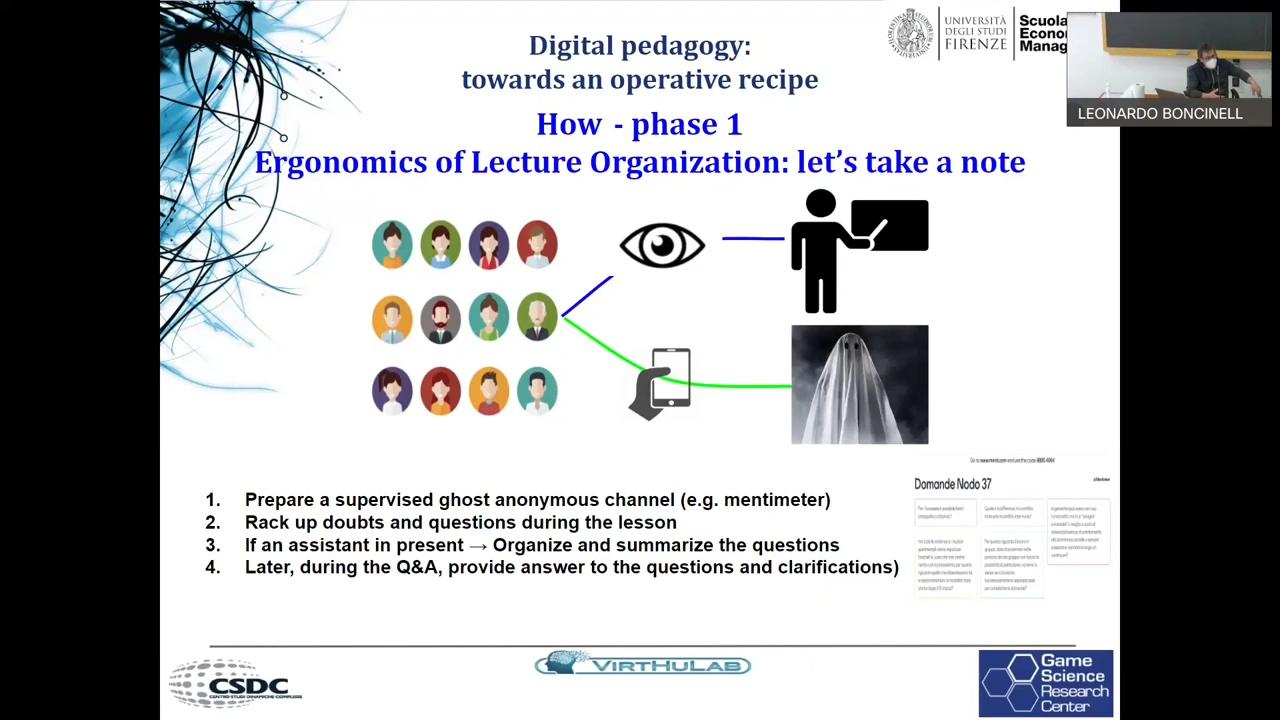 Digital pedagogy:
towards an operative recipe
UNIVERSITÀ
DEGLI STUDI
FIRENZE
Scuola
Econo
Manag
LEONARDO BONCINELL
How - phase 1
Ergonomics of Lecture Organization: let's take a note
1. Prepare a supervised ghost anonymous channel (e.g. mentimeter)
2. Rack up doubts and questions during the lesson
3. If an assistant in present → Organize and summarize the questions
4. Later, during the Q&A, provide answer to the questions and clarifications)
Domande Nodo 37
CSDC
CENTRO STUDI DINAMICHE COMPLESSE
VIRTHULAB
Game
Science
Research
Center